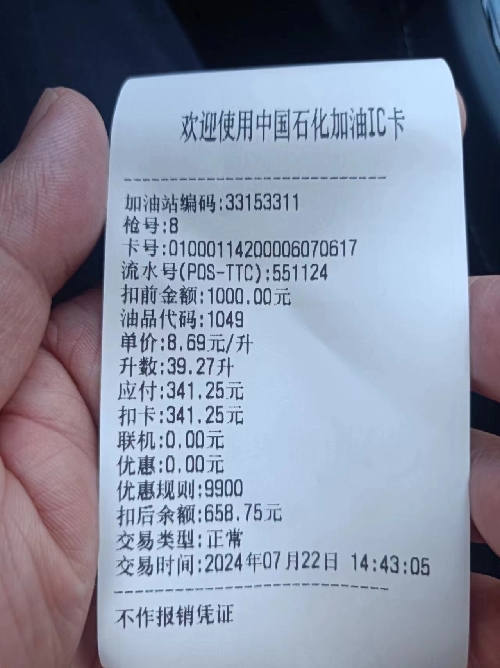 欢迎使用中国石化加油IC卡
加油站编码:33153311
枪号:8
卡号:01000114200006070617
流水号(POS-TTC):551124
扣前金额:1000.00元
油品代码:1049
单价:8.69元/升
升数:39.27升
应付:341.25元
扣卡:341.25元
联机:0.00元
优惠:0.00元
优惠规则:9900
扣后余额:658.75元
交易类型:正常
交易时间:2024年07月22日 14:43:05
不作报销凭证